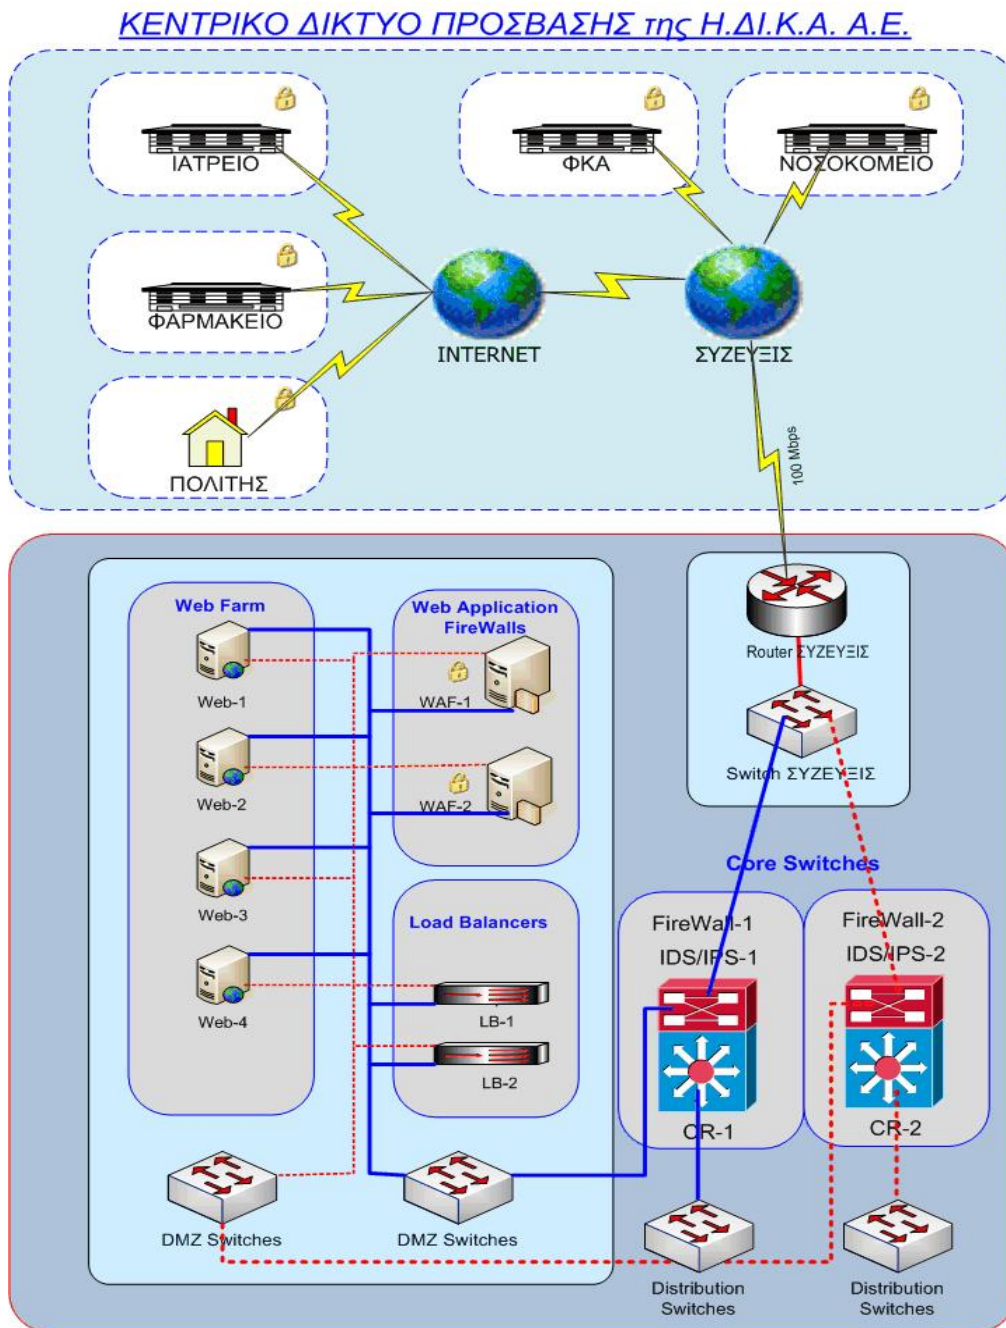 ΚΕΝΤΡΙΚΟ ΔΙΚΤΥΟ ΠΡΟΣΒΑΣΗΣ της Η.ΔΙ.Κ.Α. Α.Ε.
ΙΑΤΡΕΙΟ
ΦΚΑ
ΝΟΣΟΚΟΜΕΙΟ
ΦΑΡΜΑΚΕΙΟ
INTERNET
ΣΥΖΕΥΞΙΣ
ΠΟΛΙΤΗΣ
100 Mbps
Web Farm
Web-1
Web-2
Web-3
Web-4
Web Application
FireWalls
WAF-1
WAF-2
Load Balancers
LB-1
LB-2
Router ΣΥΖΕΥΞΙΣ
Switch ΣΥΖΕΥΞΙΣ
Core Switches
FireWall-1
IDS/IPS-1
CR-1
FireWall-2
IDS/IPS-2
CR-2
DMZ Switches
DMZ Switches
Distribution
Switches
Distribution
Switches